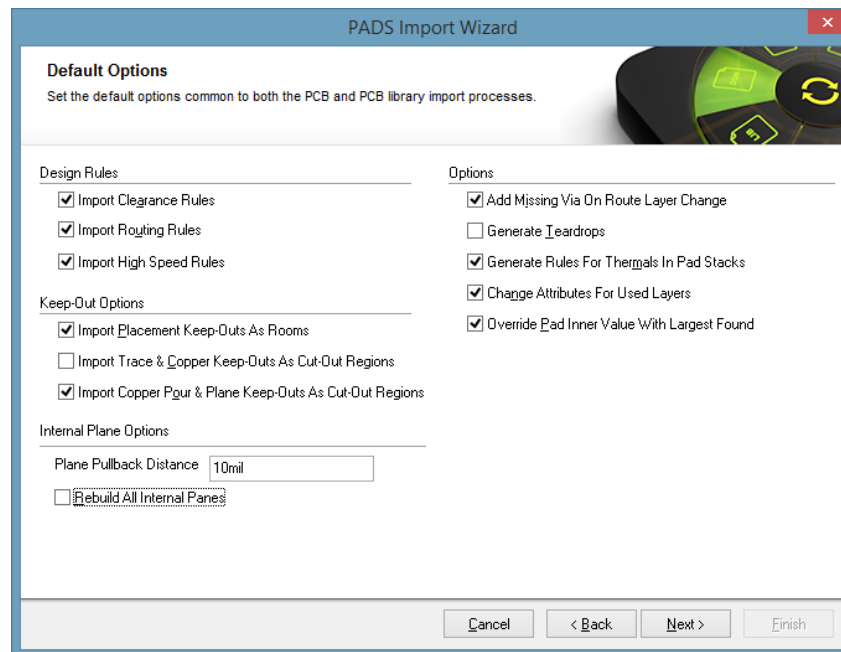 PADS Import Wizard
Default Options
Set the default options common to both the PCB and PCB library import processes.
Design Rules
Import Clearance Rules
Import Routing Rules
Import High Speed Rules
Keep-Out Options
Import Placement Keep-Outs As Rooms
Import Trace & Copper Keep-Outs As Cut-Out Regions
Import Copper Pour & Plane Keep-Outs As Cut-Out Regions
Internal Plane Options
Plane Pullback Distance 10mil
Rebuild All Internal Panes
Options
Add Missing Via On Route Layer Change
Generate Teardrops
Generate Rules For Thermals In Pad Stacks
Change Attributes For Used Layers
Override Pad Inner Value With Largest Found
Cancel < Back Next > Finish